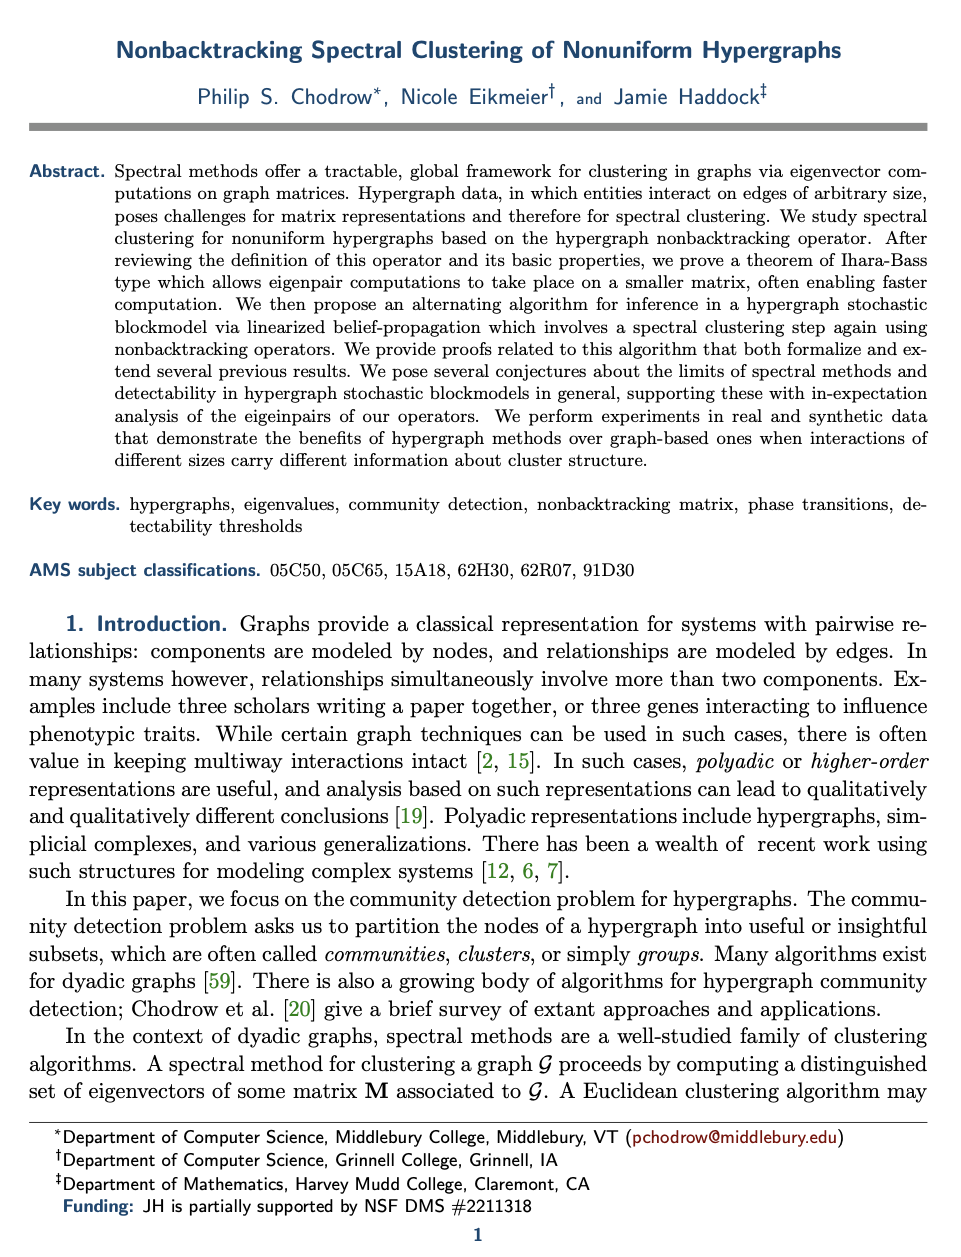 Nonbacktracking Spectral Clustering of Nonuniform Hypergraphs
Philip S. Chodrow*, Nicole Eikmeier†, and Jamie Haddock‡
Abstract. Spectral methods offer a tractable, global framework for clustering in graphs via eigenvector com-
putations on graph matrices. Hypergraph data, in which entities interact on edges of arbitrary size,
poses challenges for matrix representations and therefore for spectral clustering. We study spectral
clustering for nonuniform hypergraphs based on the hypergraph nonbacktracking operator. After
reviewing the definition of this operator and its basic properties, we prove a theorem of Ihara-Bass
type which allows eigenpair computations to take place on a smaller matrix, often enabling faster
computation. We then propose an alternating algorithm for inference in a hypergraph stochastic
blockmodel via linearized belief-propagation which involves a spectral clustering step again using
nonbacktracking operators. We provide proofs related to this algorithm that both formalize and ex-
tend several previous results. We pose several conjectures about the limits of spectral methods and
detectability in hypergraph stochastic blockmodels in general, supporting these with in-expectation
analysis of the eigeinpairs of our operators. We perform experiments in real and synthetic data
that demonstrate the benefits of hypergraph methods over graph-based ones when interactions of
different sizes carry different information about cluster structure.
Key words. hypergraphs, eigenvalues, community detection, nonbacktracking matrix, phase transitions, de-
tectability thresholds
AMS subject classifications. 05C50, 05C65, 15A18, 62H30, 62R07, 91D30
1. Introduction. Graphs provide a classical representation for systems with pairwise re-
lationships: components are modeled by nodes, and relationships are modeled by edges. In
many systems however, relationships simultaneously involve more than two components. Ex-
amples include three scholars writing a paper together, or three genes interacting to influence
phenotypic traits. While certain graph techniques can be used in such cases, there is often
value in keeping multiway interactions intact [2, 15]. In such cases, polyadic or higher-order
representations are useful, and analysis based on such representations can lead to qualitatively
and qualitatively different conclusions [19]. Polyadic representations include hypergraphs, sim-
plicial complexes, and various generalizations. There has been a wealth of recent work using
such structures for modeling complex systems [12, 6, 7].
In this paper, we focus on the community detection problem for hypergraphs. The commu-
nity detection problem asks us to partition the nodes of a hypergraph into useful or insightful
subsets, which are often called communities, clusters, or simply groups. Many algorithms exist
for dyadic graphs [59]. There is also a growing body of algorithms for hypergraph community
detection; Chodrow et al. [20] give a brief survey of extant approaches and applications.
In the context of dyadic graphs, spectral methods are a well-studied family of clustering
algorithms. A spectral method for clustering a graph 𝒢 proceeds by computing a distinguished
set of eigenvectors of some matrix M associated to 𝒢. A Euclidean clustering algorithm may
*Department of Computer Science, Middlebury College, Middlebury, VT (pchodrow@middlebury.edu)
†Department of Computer Science, Grinnell College, Grinnell, IA
‡Department of Mathematics, Harvey Mudd College, Claremont, CA
Funding: JH is partially supported by NSF DMS #2211318
1